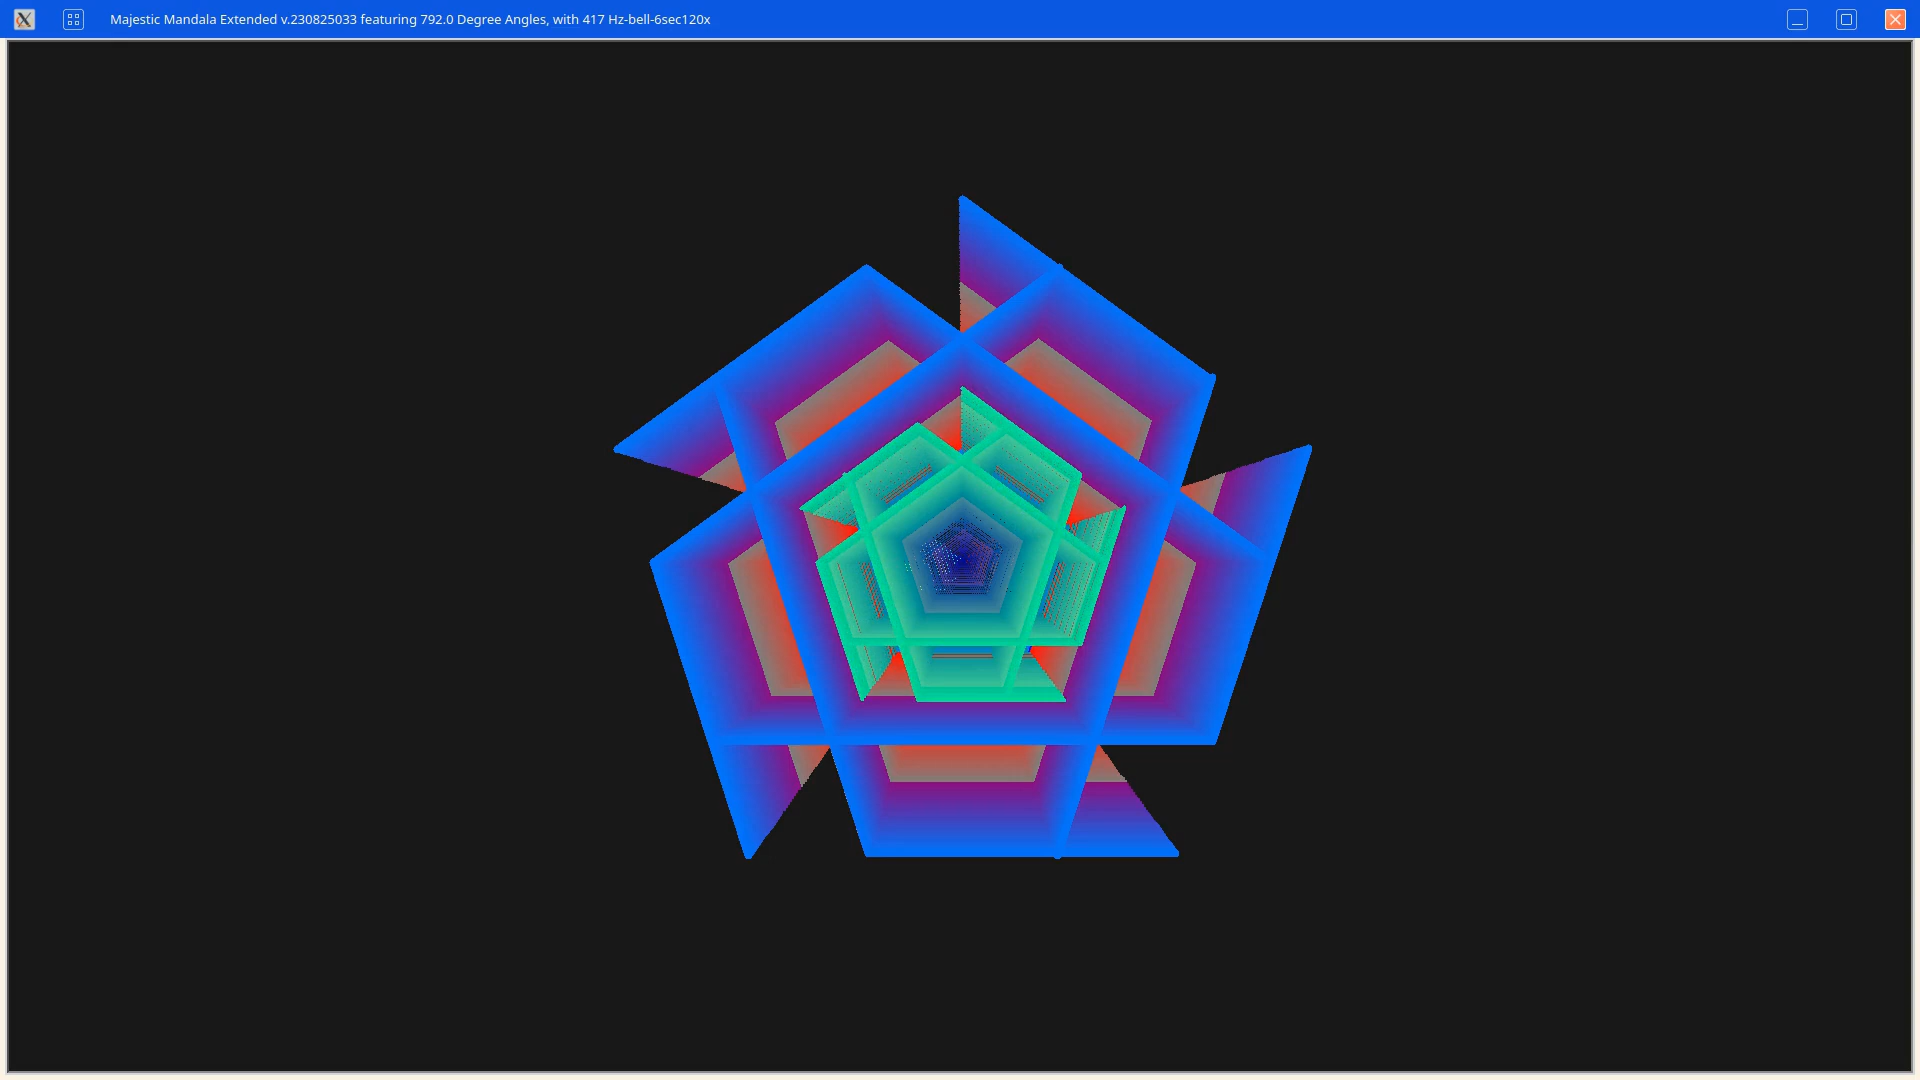 Majestic Mandala Extended v.230825033 featuring 792.0 Degree Angles, with 417 Hz-bell-6sec120x